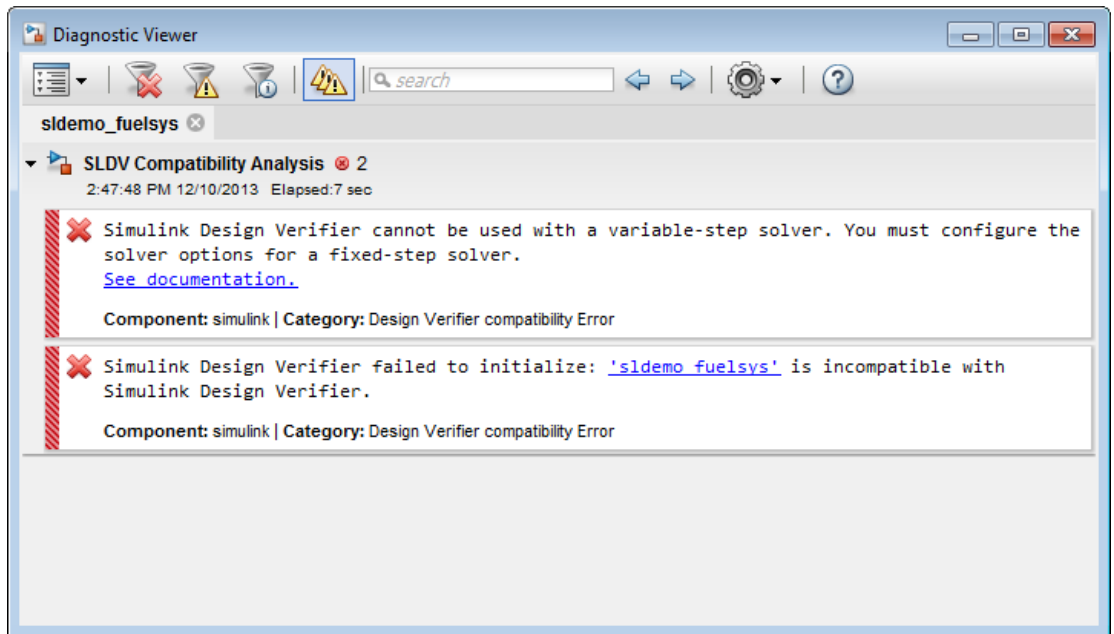 Diagnostic Viewer
search
sldemo_fuelsys
SLDV Compatibility Analysis 2
2:47:48 PM 12/10/2013 Elapsed:7 sec
Simulink Design Verifier cannot be used with a variable-step solver. You must configure the
solver options for a fixed-step solver.
See documentation.
Component: simulink | Category: Design Verifier compatibility Error
Simulink Design Verifier failed to initialize: 'sldemo_fuelsys' is incompatible with
Simulink Design Verifier.
Component: simulink | Category: Design Verifier compatibility Error